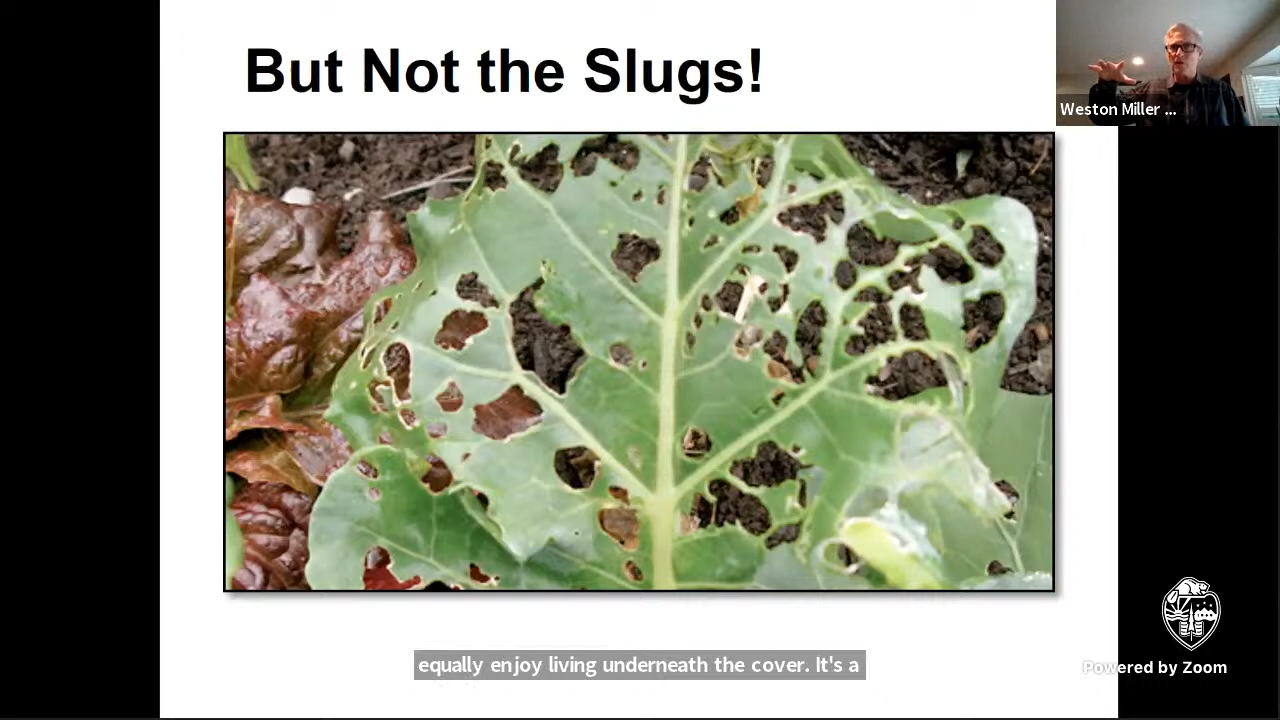 But Not the Slugs!
Weston Miller ...
equally enjoy living underneath the cover. It's a
Powered by Zoom